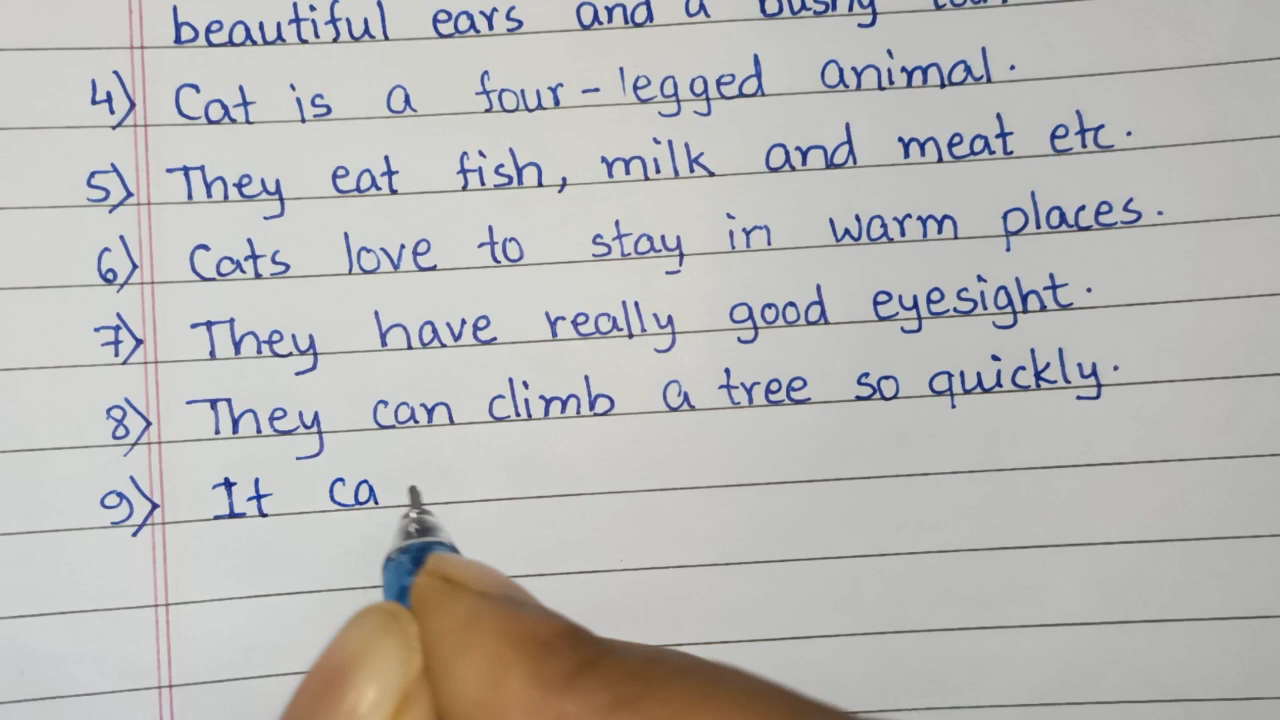 beautiful ears and a bushy
4) Cat is a four-legged animal.
5) They eat fish, milk and meat etc.
6) Cats love to stay in warm places.
7) They have really good eyesight.
8) They can climb a tree so quickly.
9) It ca